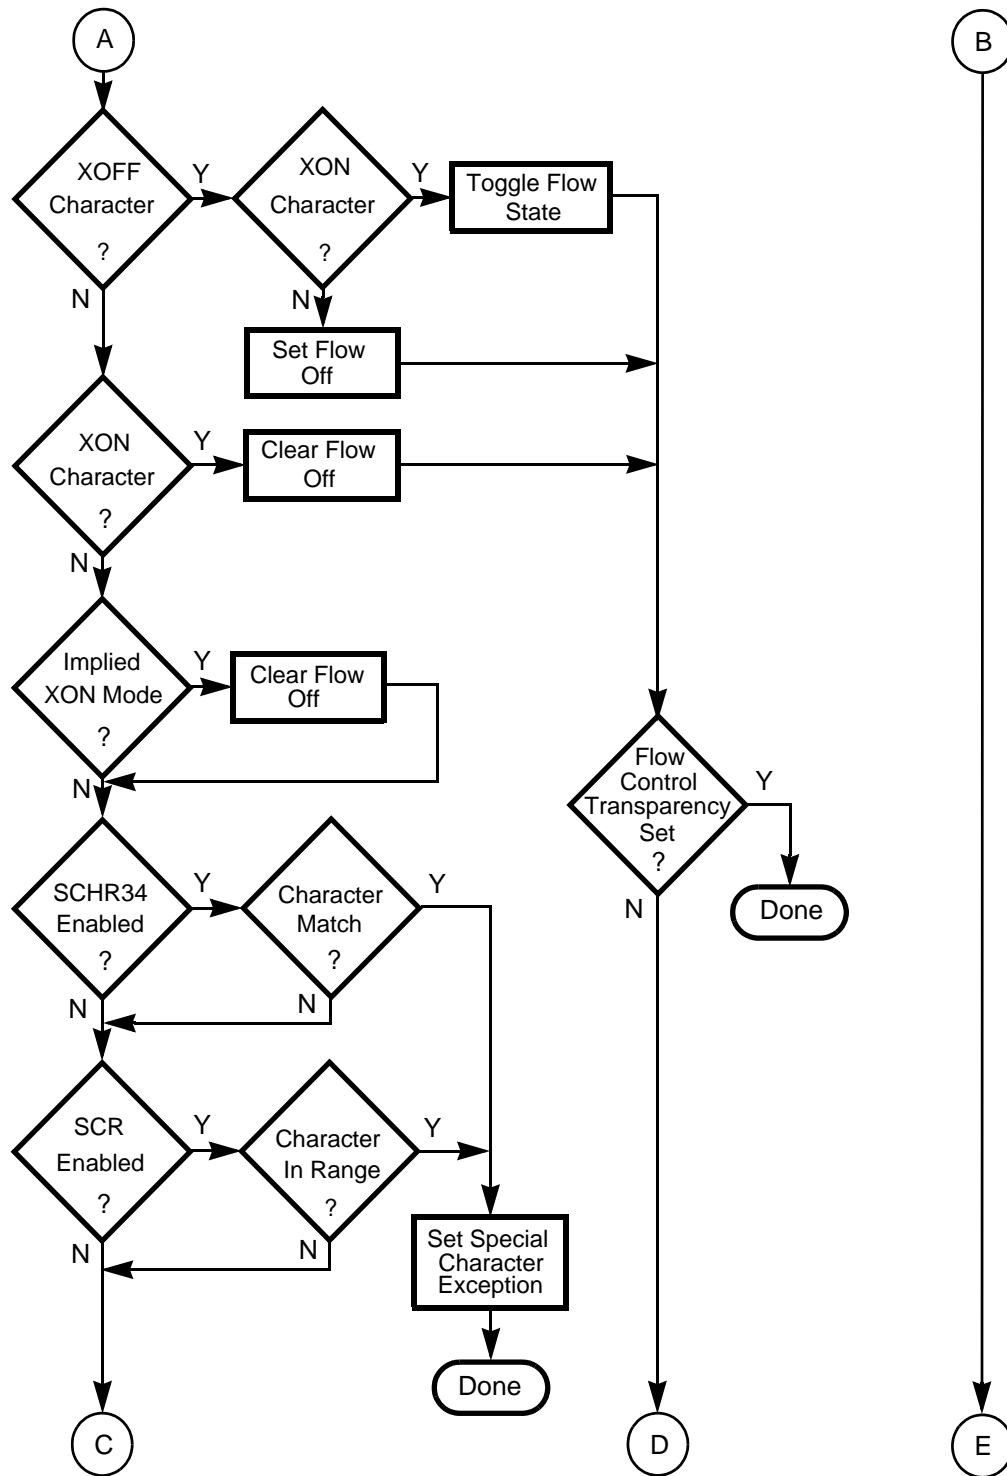 A
B
XOFF
Character
?
Y
XON
Character
?
Y
Toggle Flow
State
N
N
Set Flow
Off
XON
Character
?
Y
Clear Flow
Off
N
Implied
XON Mode
?
Y
Clear Flow
Off
N
Flow
Control
Transparency
Set
?
Y
Done
N
SCHR34
Enabled
?
Y
Character
Match
?
Y
N
N
SCR
Enabled
?
Y
Character
In Range
?
Y
N
N
Set Special
Character
Exception
Done
C
D
E